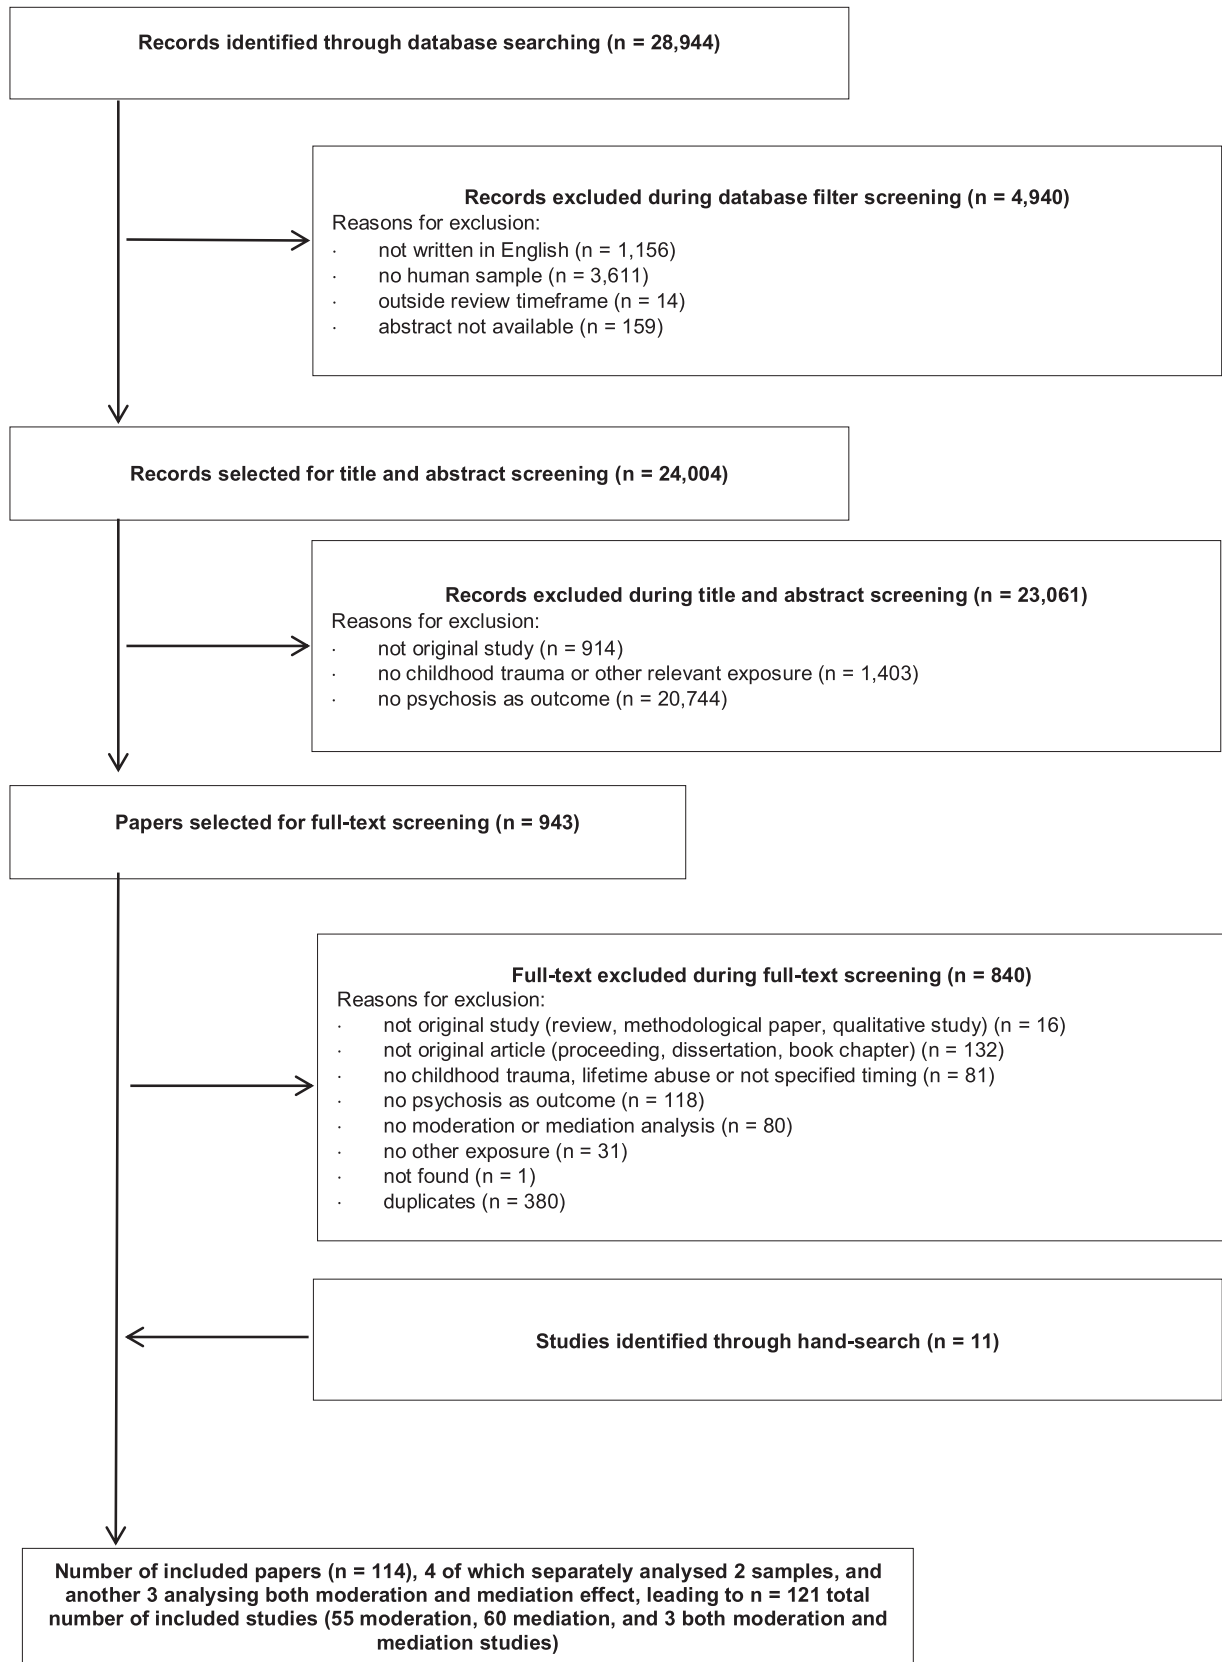 Records identified through database searching (n = 28,944)
Records excluded during database filter screening (n = 4,940)
Reasons for exclusion:
· not written in English (n = 1,156)
· no human sample (n = 3,611)
· outside review timeframe (n = 14)
· abstract not available (n = 159)
Records selected for title and abstract screening (n = 24,004)
Records excluded during title and abstract screening (n = 23,061)
Reasons for exclusion:
· not original study (n = 914)
· no childhood trauma or other relevant exposure (n = 1,403)
· no psychosis as outcome (n = 20,744)
Papers selected for full-text screening (n = 943)
Full-text excluded during full-text screening (n = 840)
Reasons for exclusion:
· not original study (review, methodological paper, qualitative study) (n = 16)
· not original article (proceeding, dissertation, book chapter) (n = 132)
· no childhood trauma, lifetime abuse or not specified timing (n = 81)
· no psychosis as outcome (n = 118)
· no moderation or mediation analysis (n = 80)
· no other exposure (n = 31)
· not found (n = 1)
· duplicates (n = 380)
Studies identified through hand-search (n = 11)
Number of included papers (n = 114), 4 of which separately analysed 2 samples, and
another 3 analysing both moderation and mediation effect, leading to n = 121 total
number of included studies (55 moderation, 60 mediation, and 3 both moderation and
mediation studies)